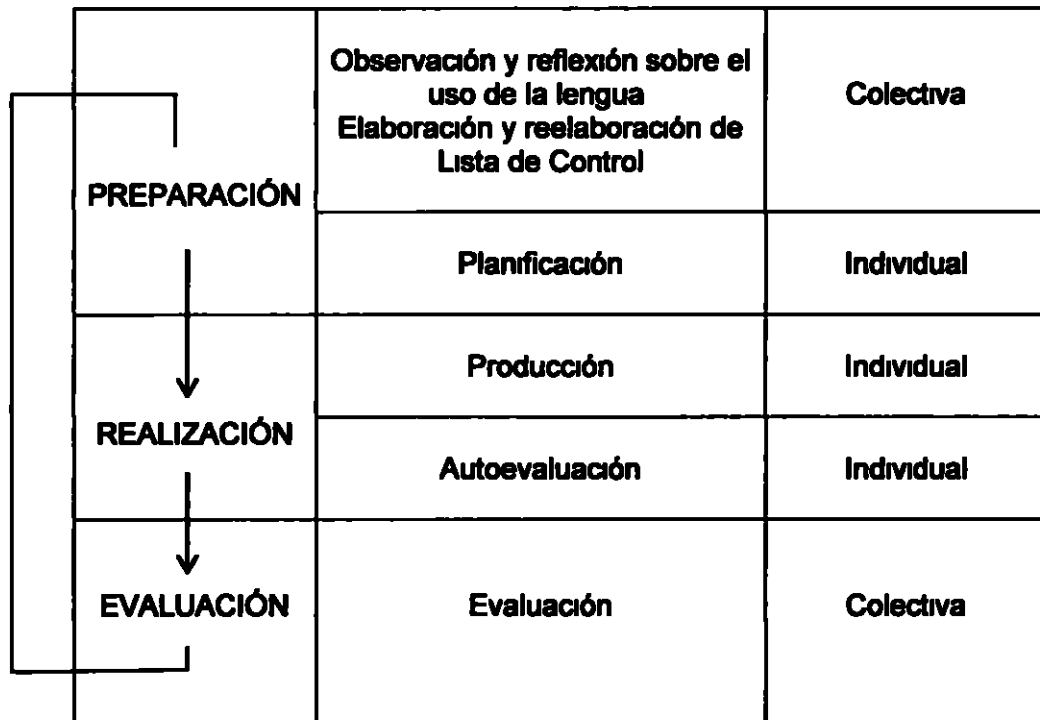 Observación y reflexión sobre el
uso de la lengua
Elaboración y reelaboración de
Lista de Control
Colectiva
PREPARACIÓN
Planificación
Individual
Producción
Individual
REALIZACIÓN
Autoevaluación
Individual
EVALUACIÓN
Evaluación
Colectiva